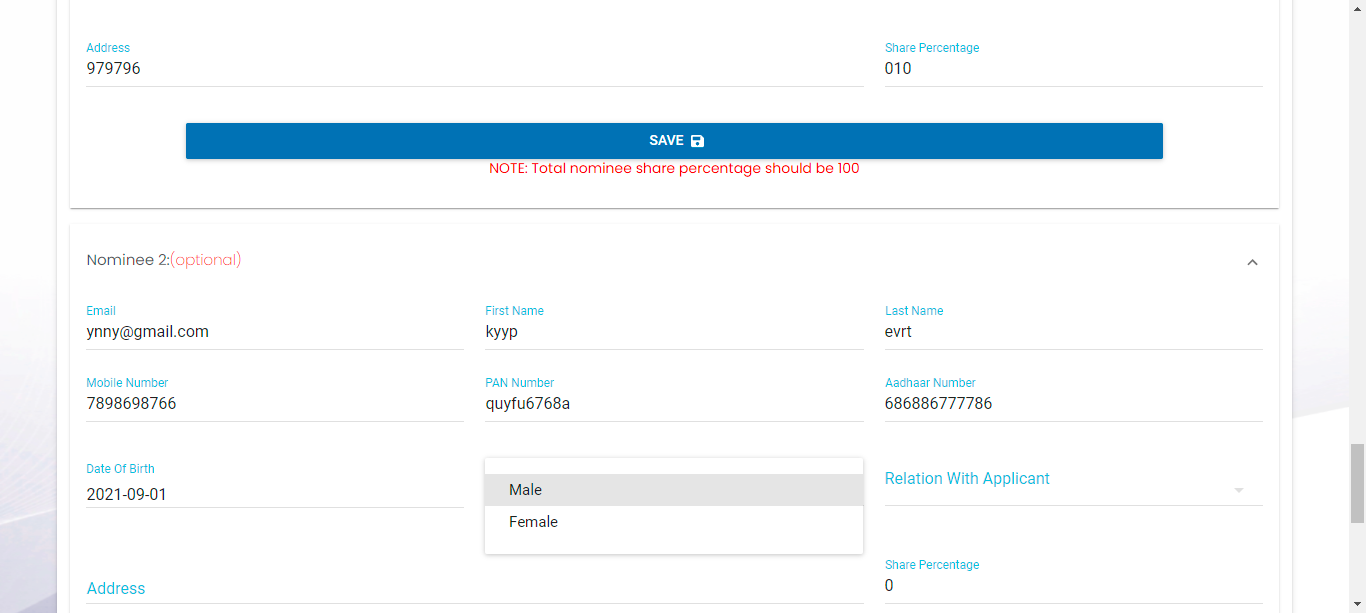 Address
Share Percentage
979796
010
SAVE
NOTE: Total nominee share percentage should be 100
Nominee 2:(optional)
Email
First Name
Last Name
ynny@gmail.com
kyyp
evrt
Mobile Number
PAN Number
Aadhaar Number
7898698766
quyfu6768a
686886777786
Date Of Birth
2021-09-01
Male
Female
Relation With Applicant
Address
Share Percentage
0